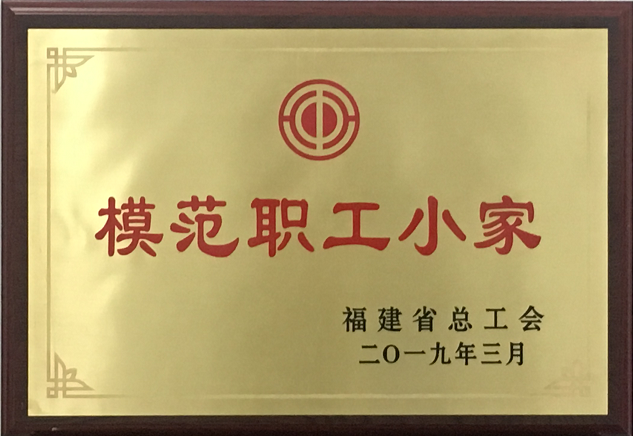 模范职工小家
福建省总工会
二〇一九年三月